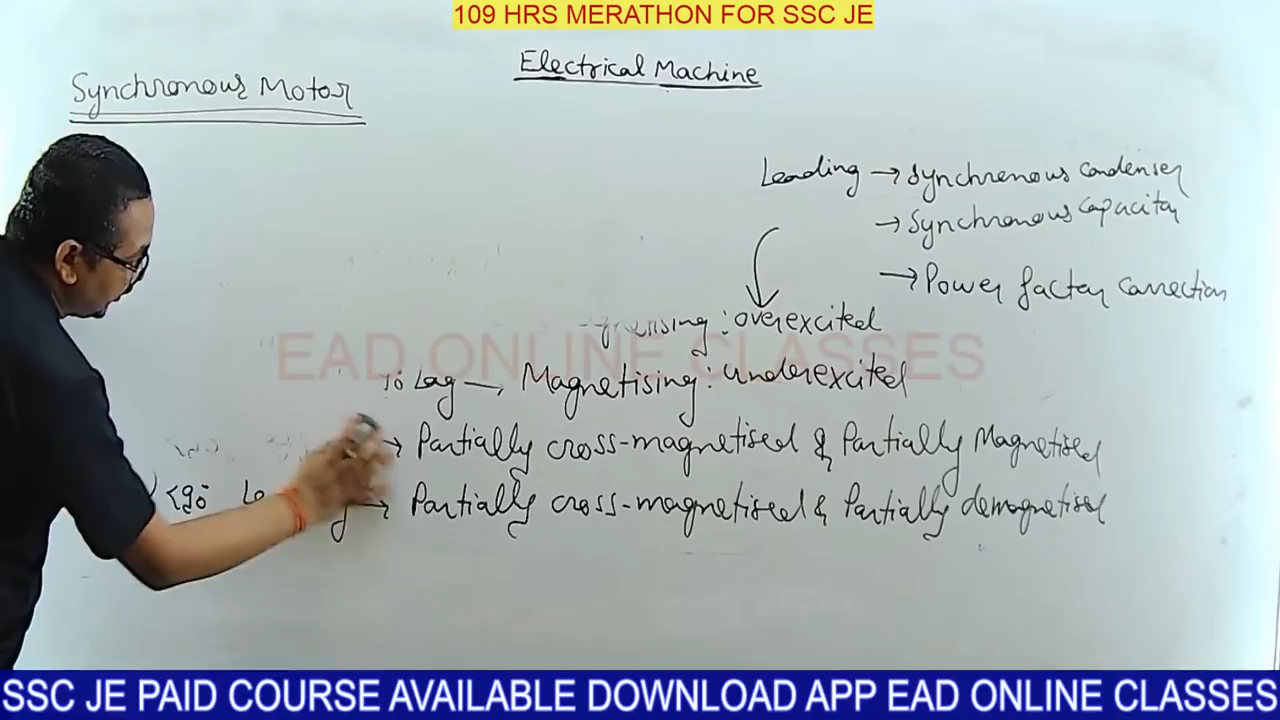 109 HRS MERATHON FOR SSC JE
Electrical Machine
Synchronous Motor
Leading → Synchronous condenser
→ Synchronous capacitor
→ Power factor correction
: overexcited
EAD ONLINE CLASSES
Lag → Magnetising : underexcited
→ Partially cross-magnetised & Partially Magnetised
<90° → Partially cross-magnetised & Partially demagnetised
SSC JE PAID COURSE AVAILABLE DOWNLOAD APP EAD ONLINE CLASSES